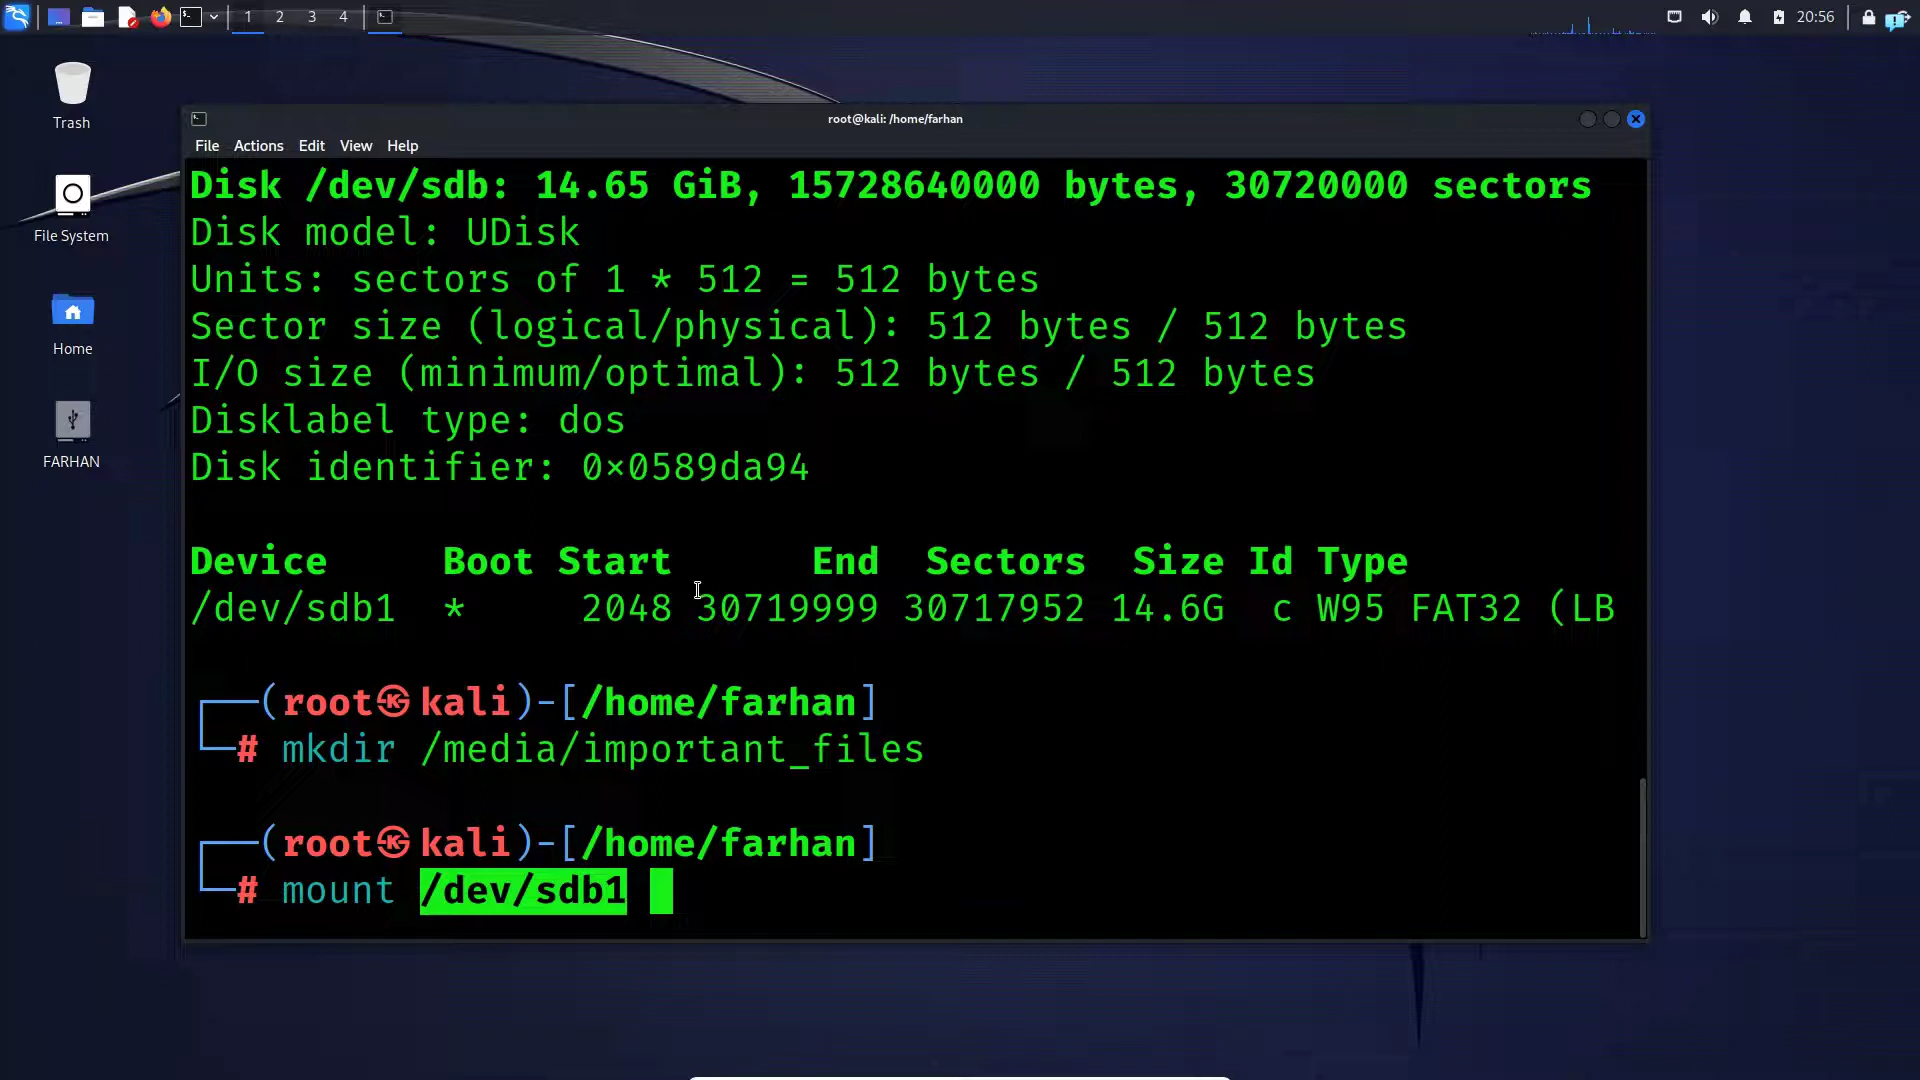 1 2 3 4
20:56
Trash
File System
Home
FARHAN
root@kali: /home/farhan
File Actions Edit View Help
Disk /dev/sdb: 14.65 GiB, 15728640000 bytes, 30720000 sectors
Disk model: UDisk
Units: sectors of 1 * 512 = 512 bytes
Sector size (logical/physical): 512 bytes / 512 bytes
I/O size (minimum/optimal): 512 bytes / 512 bytes
Disklabel type: dos
Disk identifier: 0×0589da94
Device Boot Start End Sectors Size Id Type
/dev/sdb1 * 2048 30719999 30717952 14.6G c W95 FAT32 (LB
┌──(root㉿kali)-[/home/farhan]
└─# mkdir /media/important_files
┌──(root㉿kali)-[/home/farhan]
└─# mount /dev/sdb1